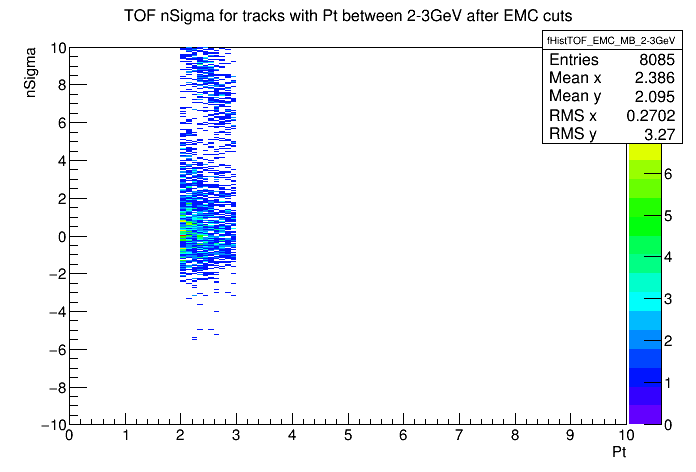 TOF nSigma for tracks with Pt between 2-3GeV after EMC cuts
fHistTOF_EMC_MB_2-3GeV
Entries 8085
Mean x 2.386
Mean y 2.095
RMS x 0.2702
RMS y 3.27
nSigma
10
8
6
4
2
0
−2
−4
−6
−8
−10
0 1 2 3 4 5 6 7 8 9 10
Pt
6
5
4
3
2
1
0